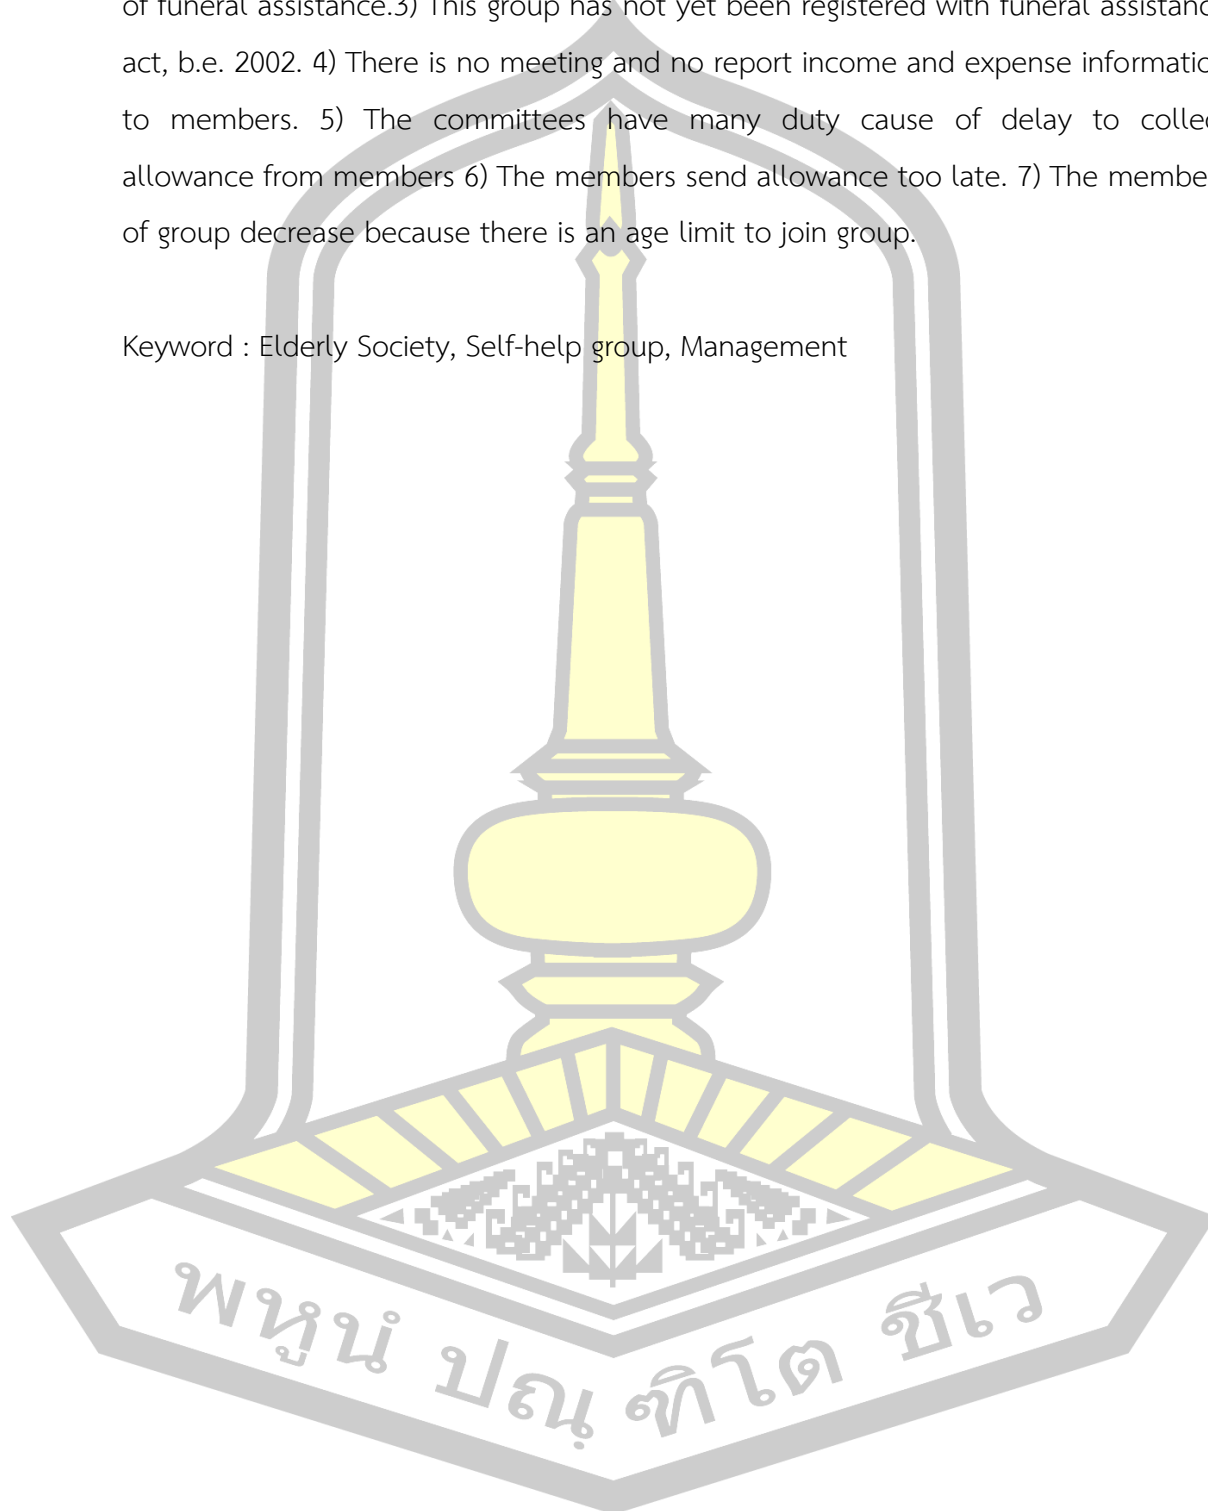 of funeral assistance.3) This group has not yet been registered with funeral assistanc
act, b.e. 2002. 4) There is no meeting and no report income and expense informatio
to members. 5) The committees have many duty cause of delay to collec
allowance from members 6) The members send allowance too late. 7) The membe
of group decrease because there is an age limit to join group.
Keyword : Elderly Society, Self-help group, Management
พหูนํ ปณฺ ฑิโต ชีเว